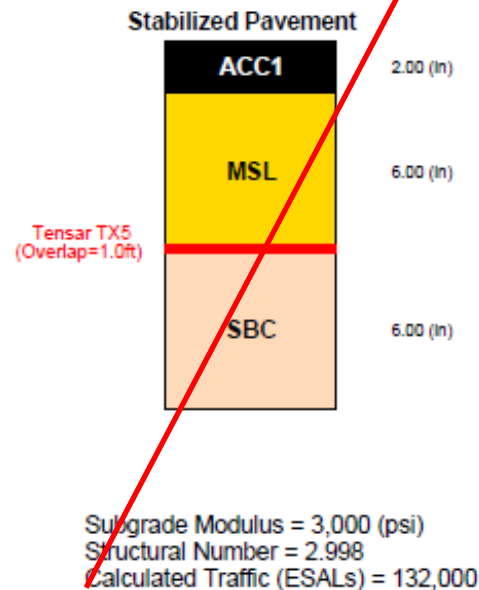 Stabilized Pavement
ACC1
2.00 (In)
MSL
6.00 (In)
Tensar TX5
(Overlap=1.0ft)
SBC
6.00 (In)
Subgrade Modulus = 3,000 (psi)
Structural Number = 2.998
Calculated Traffic (ESALs) = 132,000